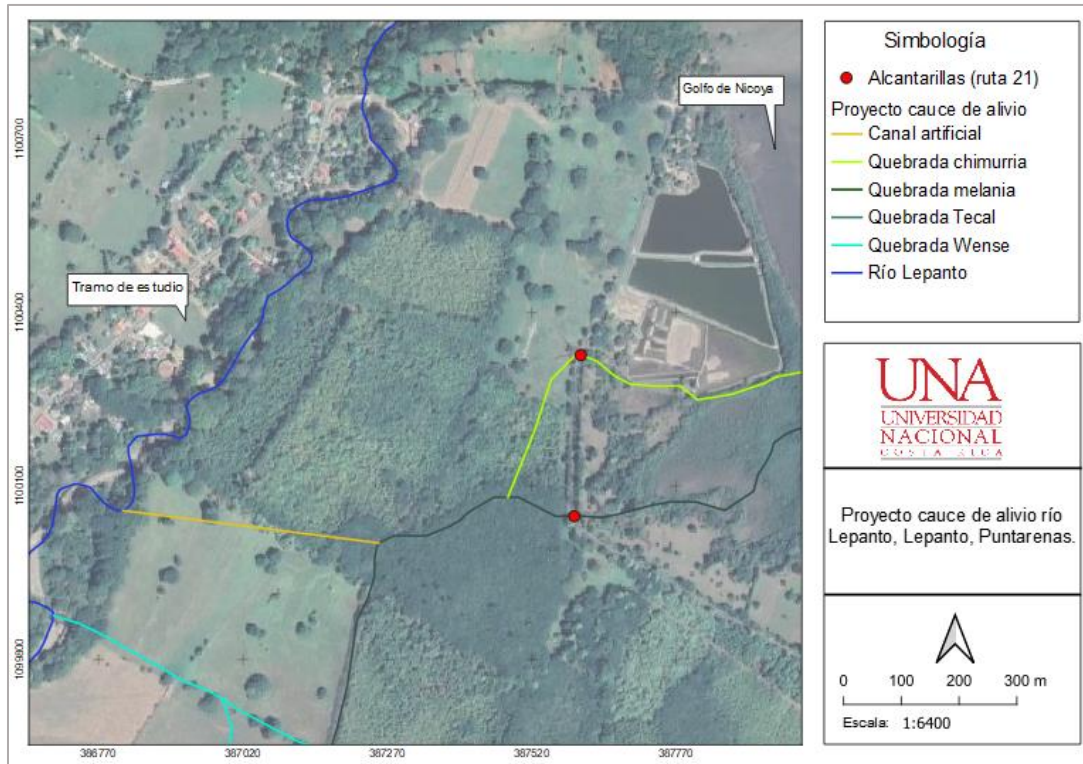 Golfo de Nicoya
Tramo de estudio
1100700
1100400
1100100
1099800
386770
387020
387270
387520
387770
Simbología
Alcantarillas (ruta 21)
Proyecto cauce de alivio
Canal artificial
Quebrada chimurria
Quebrada melania
Quebrada Tecal
Quebrada Wense
Río Lepanto
UNA
UNIVERSIDAD
NACIONAL
COSTA RICA
Proyecto cauce de alivio río
Lepanto, Lepanto, Puntarenas.
0 100 200 300 m
Escala: 1:6400